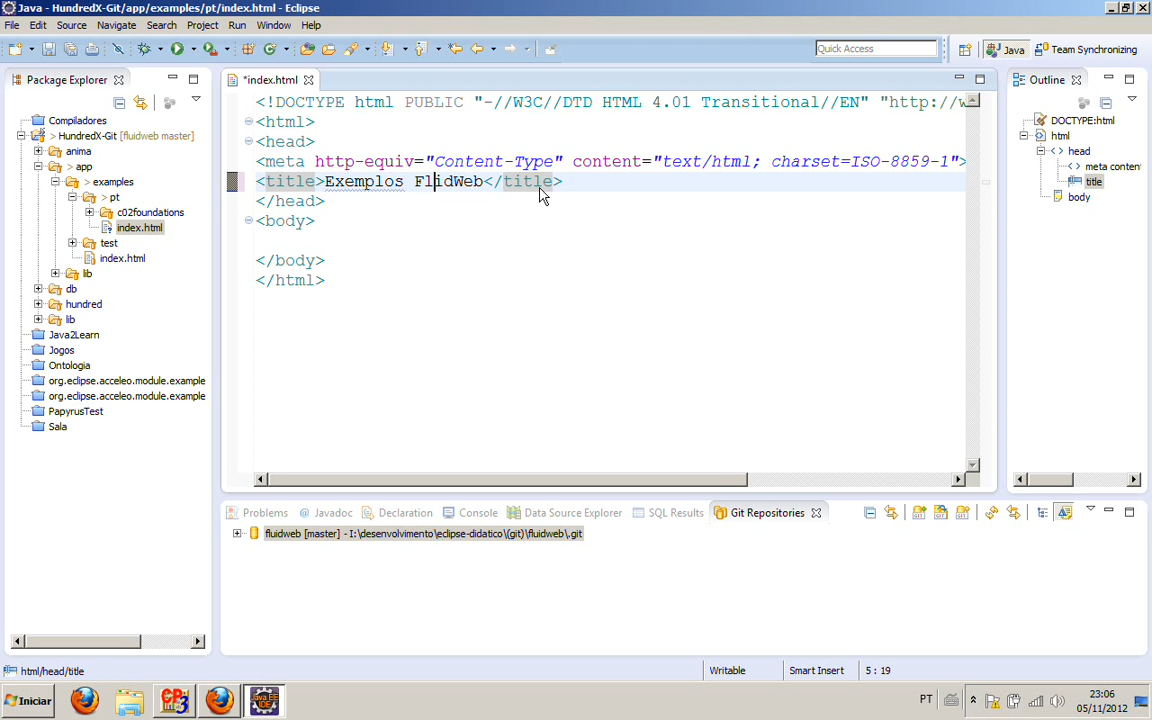 Java - HundredX-Git/app/examples/pt/index.html - Eclipse
File Edit Source Navigate Search Project Run Window Help
Quick Access
Java
Team Synchronizing
Package Explorer
Compiladores
> HundredX-Git [fluidweb master]
anima
> app
> examples
> pt
c02foundations
index.html
test
index.html
lib
db
hundred
lib
Java2Learn
Jogos
Ontologia
org.eclipse.acceleo.module.example
org.eclipse.acceleo.module.example
PapyrusTest
Sala
*index.html
<!DOCTYPE html PUBLIC "-//W3C//DTD HTML 4.01 Transitional//EN" "http://w
<html>
<head>
<meta http-equiv="Content-Type" content="text/html; charset=ISO-8859-1">
<title>Exemplos FlidWeb</title>
</head>
<body>
</body>
</html>
Outline
DOCTYPE:html
html
head
meta conten
title
body
Problems
@ Javadoc
Declaration
Console
Data Source Explorer
SQL Results
Git Repositories
fluidweb [master] - I:\desenvolvimento\eclipse-didatico\(git)\fluidweb\.git
html/head/title
Writable
Smart Insert
5 : 19
Iniciar
PT
23:06
05/11/2012